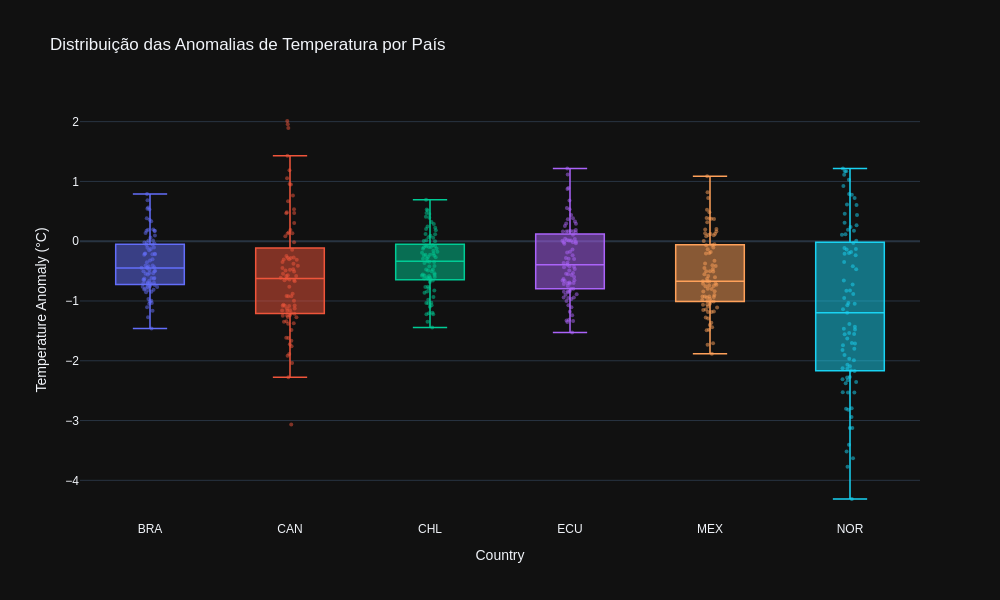 Distribuição das Anomalias de Temperatura por País
Temperature Anomaly (°C)
2
1
0
−1
−2
−3
−4
BRA CAN CHL ECU MEX NOR
Country